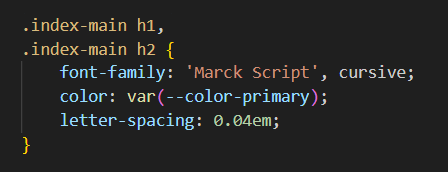 .index-main h1,
.index-main h2 {
    font-family: 'Marck Script', cursive;
    color: var(--color-primary);
    letter-spacing: 0.04em;
}